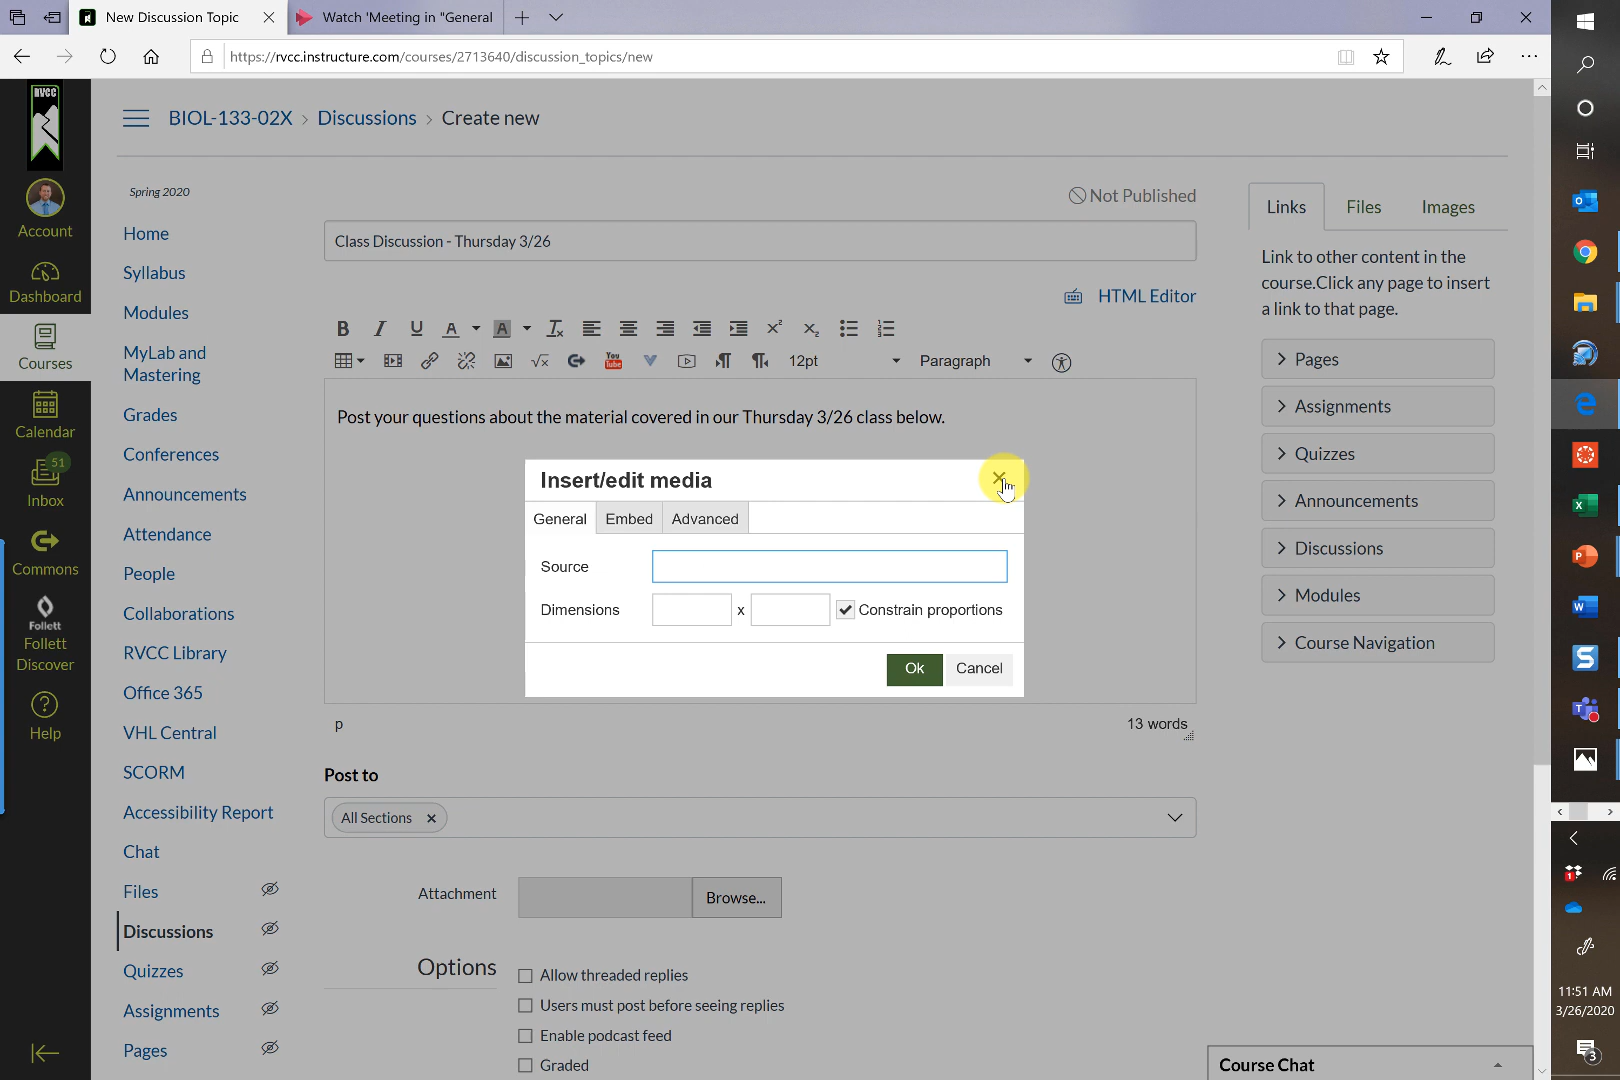 New Discussion Topic
Watch 'Meeting in "General
https://rvcc.instructure.com/courses/2713640/discussion_topics/new
RVCC
BIOL-133-02X > Discussions > Create new
Account
Dashboard
Courses
Calendar
51
Inbox
Commons
Follett
Follett
Discover
Help
Spring 2020
Home
Syllabus
Modules
MyLab and
Mastering
Grades
Conferences
Announcements
Attendance
People
Collaborations
RVCC Library
Office 365
VHL Central
SCORM
Accessibility Report
Chat
Files
Discussions
Quizzes
Assignments
Pages
Not Published
Class Discussion - Thursday 3/26
HTML Editor
12pt
Paragraph
Post your questions about the material covered in our Thursday 3/26 class below.
Insert/edit media
General
Embed
Advanced
Source
Dimensions
x
Constrain proportions
Ok
Cancel
p
13 words
Post to
All Sections
Attachment
Browse...
Options
Allow threaded replies
Users must post before seeing replies
Enable podcast feed
Graded
Links
Files
Images
Link to other content in the
course.Click any page to insert
a link to that page.
Pages
Assignments
Quizzes
Announcements
Discussions
Modules
Course Navigation
Course Chat
11:51 AM
3/26/2020
3